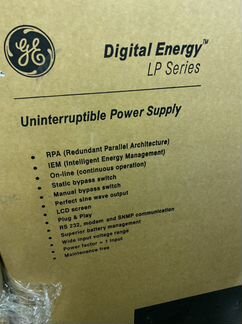 GE
Digital Energy™
LP Series
Uninterruptible Power Supply
• RPA (Redundant Parallel Architecture)
• IEM (Intelligent Energy Management)
• On-line (continuous operation)
• Static bypass switch
• Manual bypass switch
• Perfect sine wave output
• LCD screen
• Plug & Play
• RS 232, modem and SNMP communication
• Superior battery management
• Wide input voltage range
• Power factor ~ 1 input
• Maintenance free